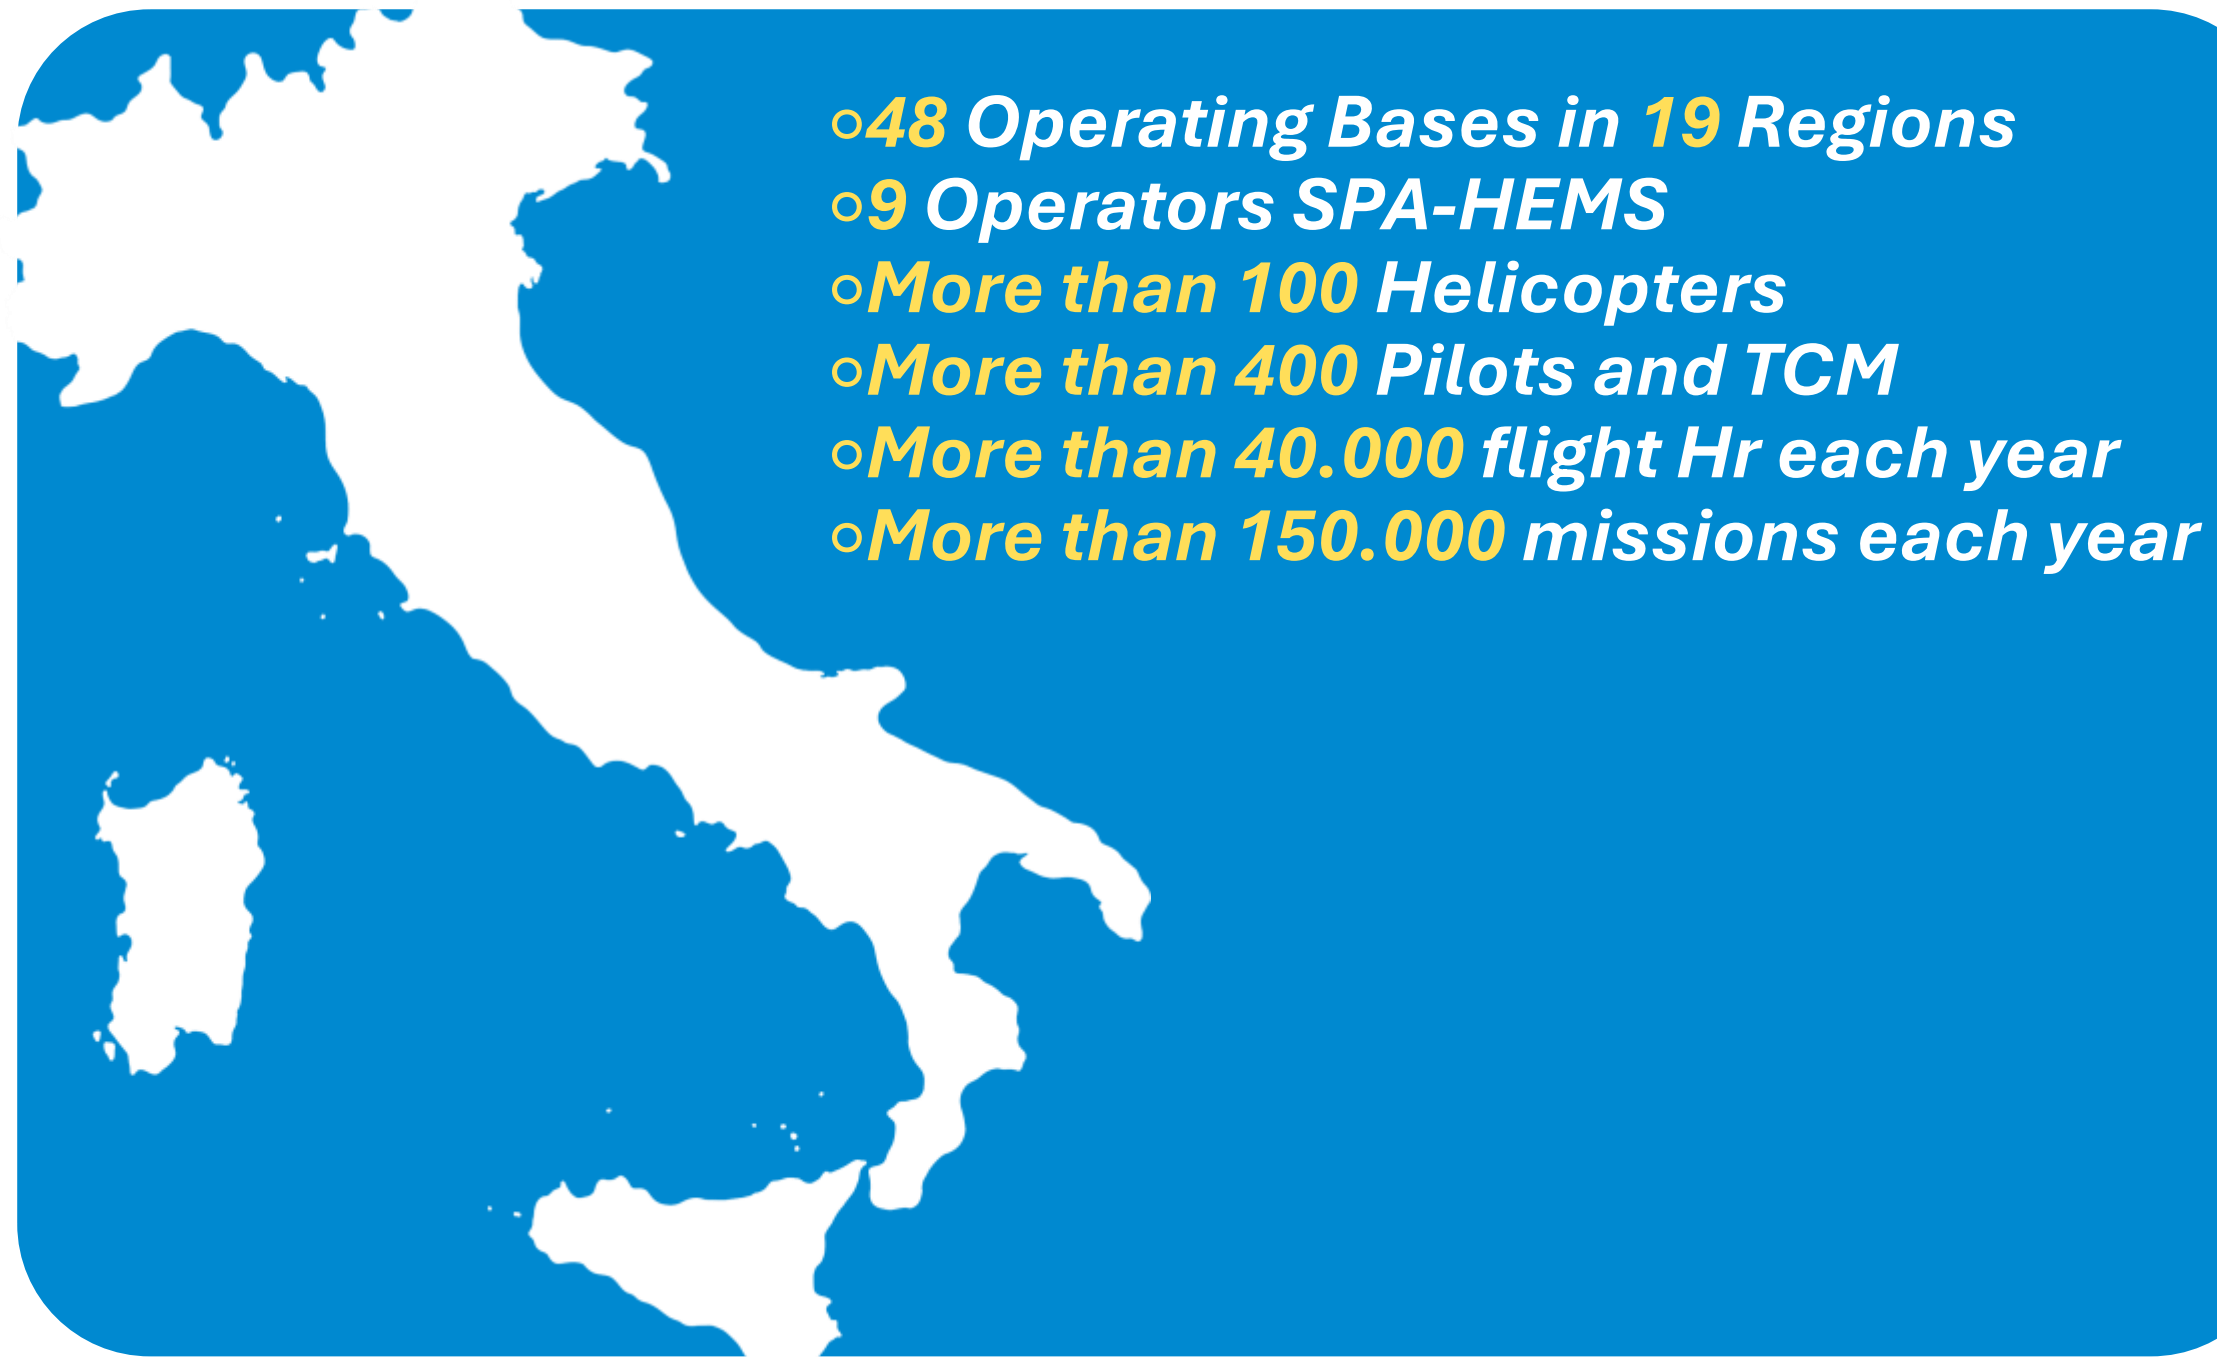 ○48 Operating Bases in 19 Regions
○9 Operators SPA-HEMS
○More than 100 Helicopters
○More than 400 Pilots and TCM
○More than 40.000 flight Hr each year
○More than 150.000 missions each year